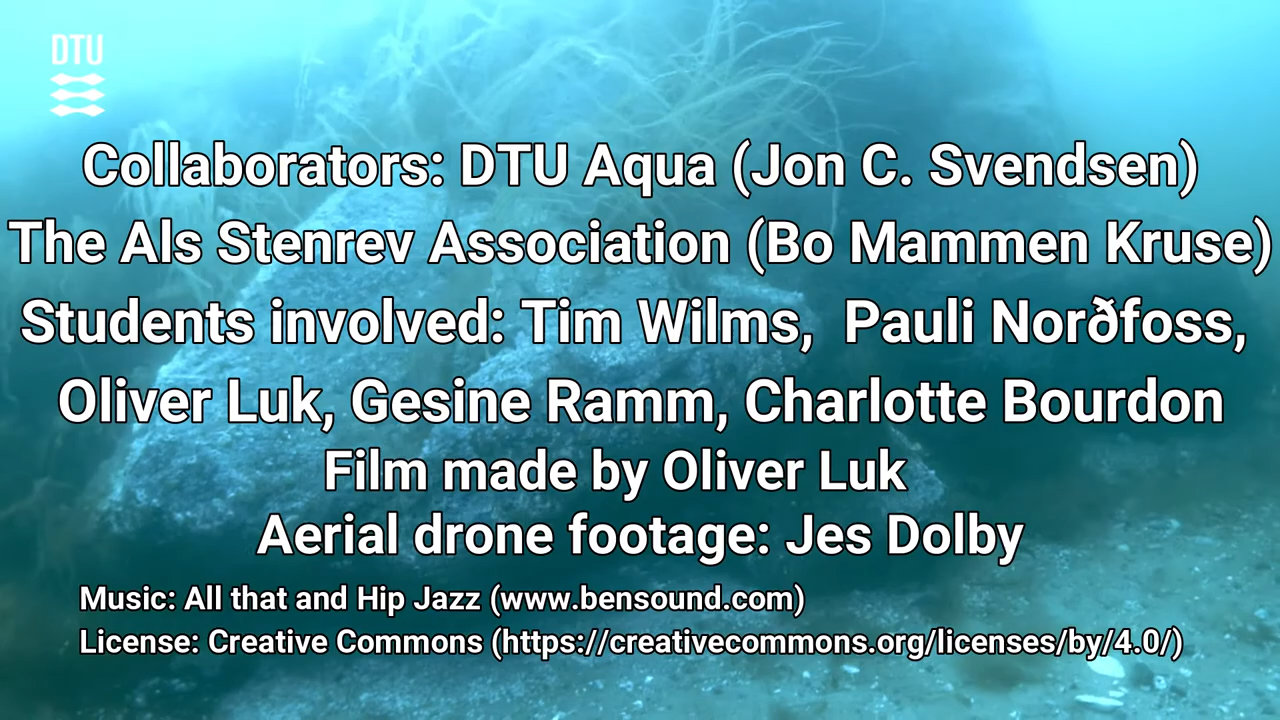 DTU
Collaborators: DTU Aqua (Jon C. Svendsen)
The Als Stenrev Association (Bo Mammen Kruse)
Students involved: Tim Wilms,  Pauli Norðfoss,
Oliver Luk, Gesine Ramm, Charlotte Bourdon
Film made by Oliver Luk
Aerial drone footage: Jes Dolby
Music: All that and Hip Jazz (www.bensound.com)
License: Creative Commons (https://creativecommons.org/licenses/by/4.0/)